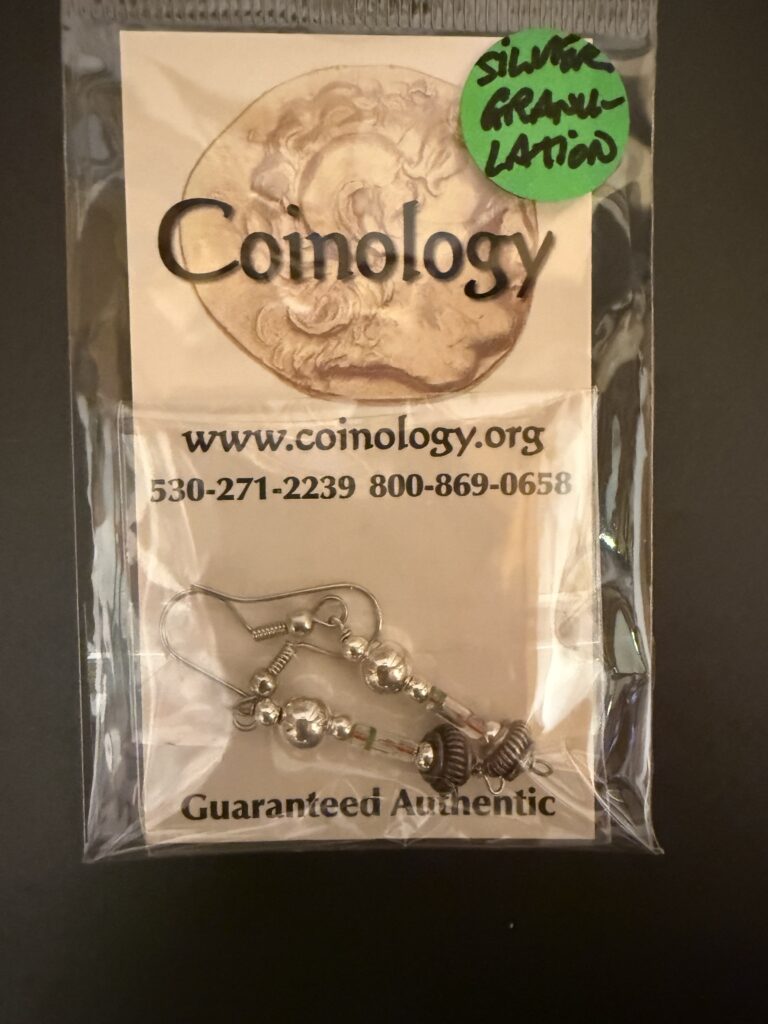 SILVER
GRANU-
LATION
Coinology
www.coinology.org
530-271-2239 800-869-0658
Guaranteed Authentic